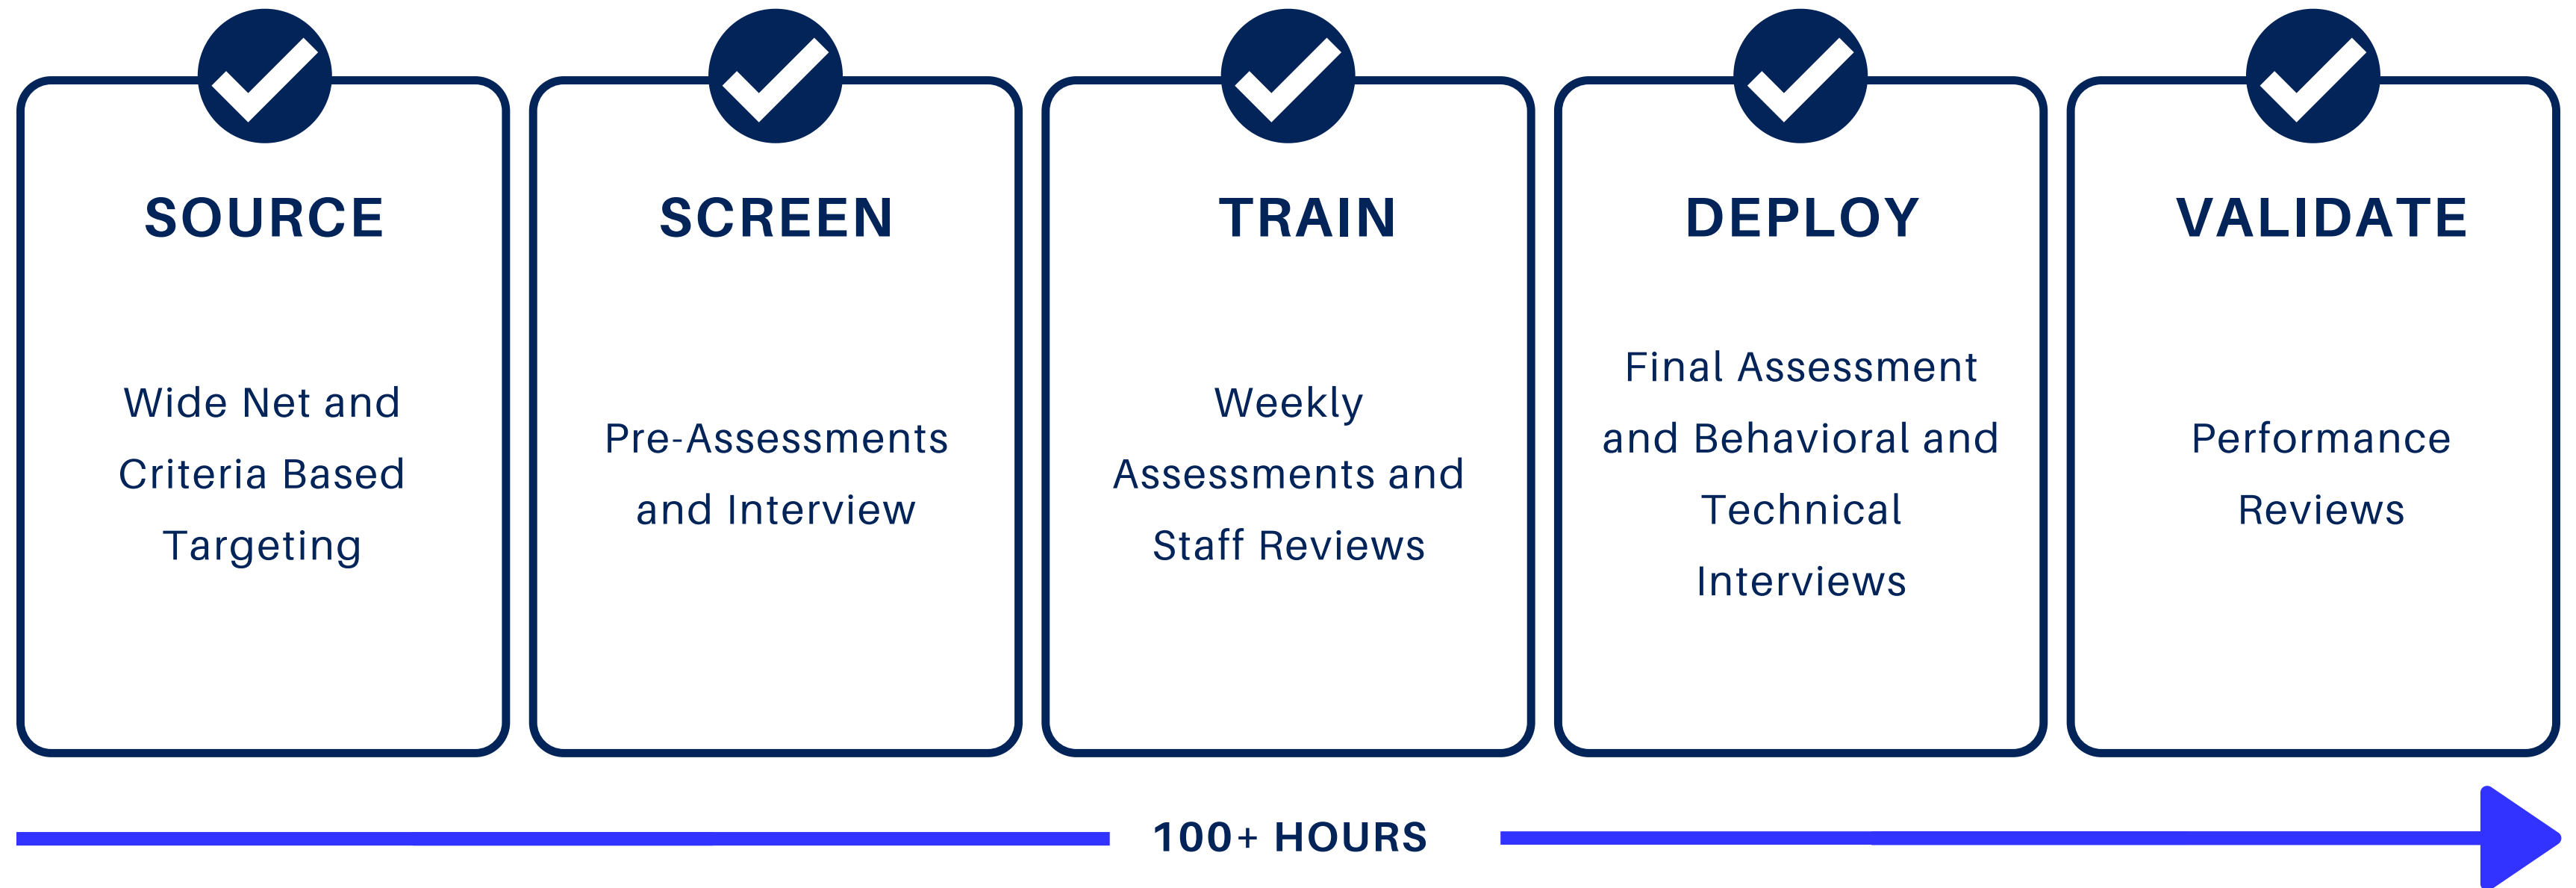 SOURCE
Wide Net and
Criteria Based
Targeting
SCREEN
Pre-Assessments
and Interview
TRAIN
Weekly
Assessments and
Staff Reviews
DEPLOY
Final Assessment
and Behavioral and
Technical
Interviews
VALIDATE
Performance
Reviews
100+ HOURS